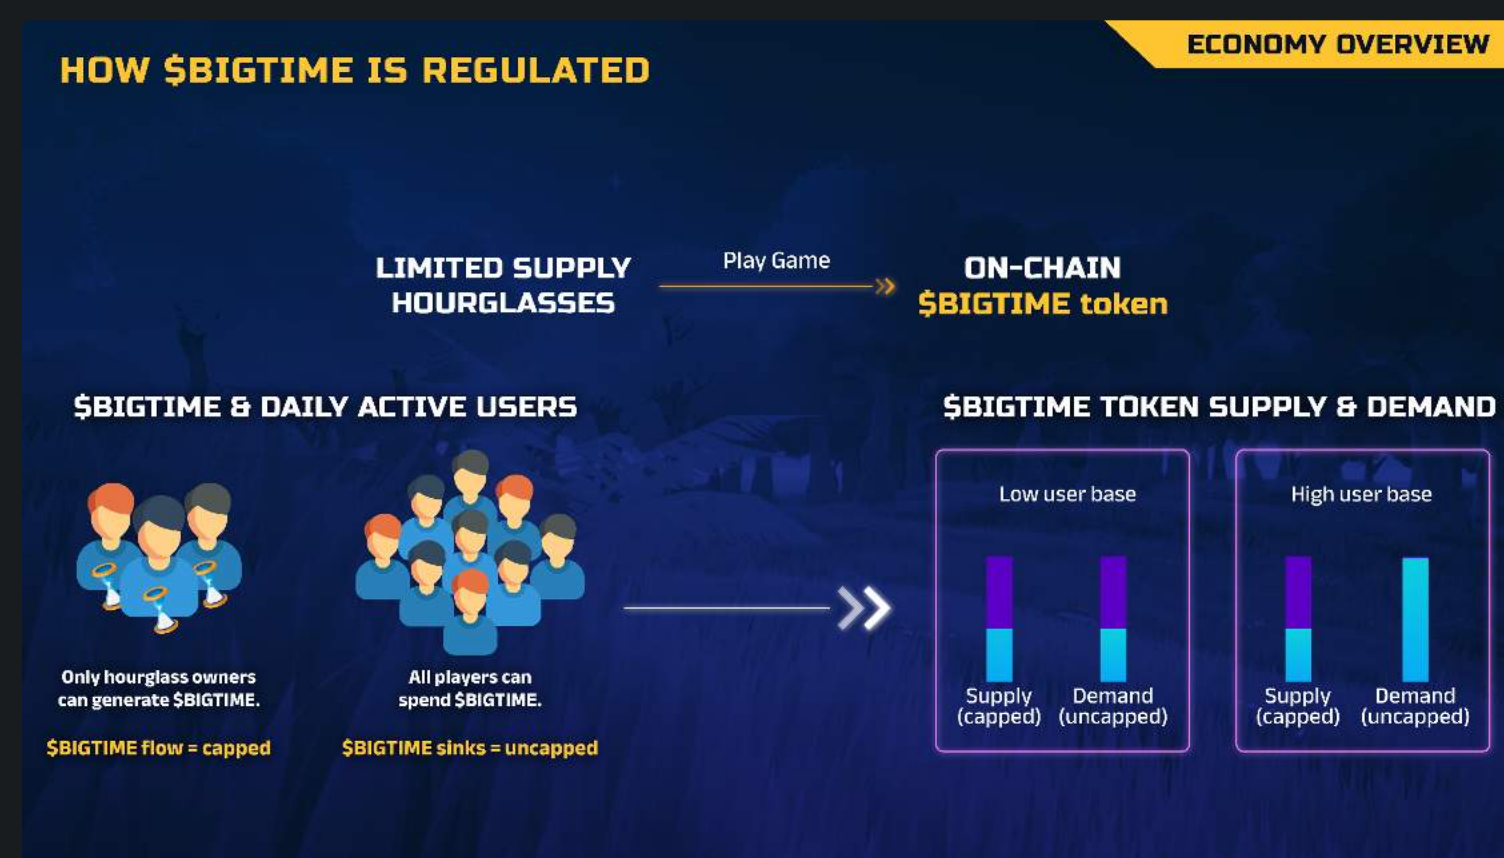 ECONOMY OVERVIEW
HOW $BIGTIME IS REGULATED
LIMITED SUPPLY
HOURGLASSES
Play Game
ON-CHAIN
$BIGTIME token
$BIGTIME & DAILY ACTIVE USERS
Only hourglass owners
can generate $BIGTIME.
$BIGTIME flow = capped
All players can
spend $BIGTIME.
$BIGTIME sinks = uncapped
$BIGTIME TOKEN SUPPLY & DEMAND
Low user base
Supply
(capped)
Demand
(uncapped)
High user base
Supply
(capped)
Demand
(uncapped)